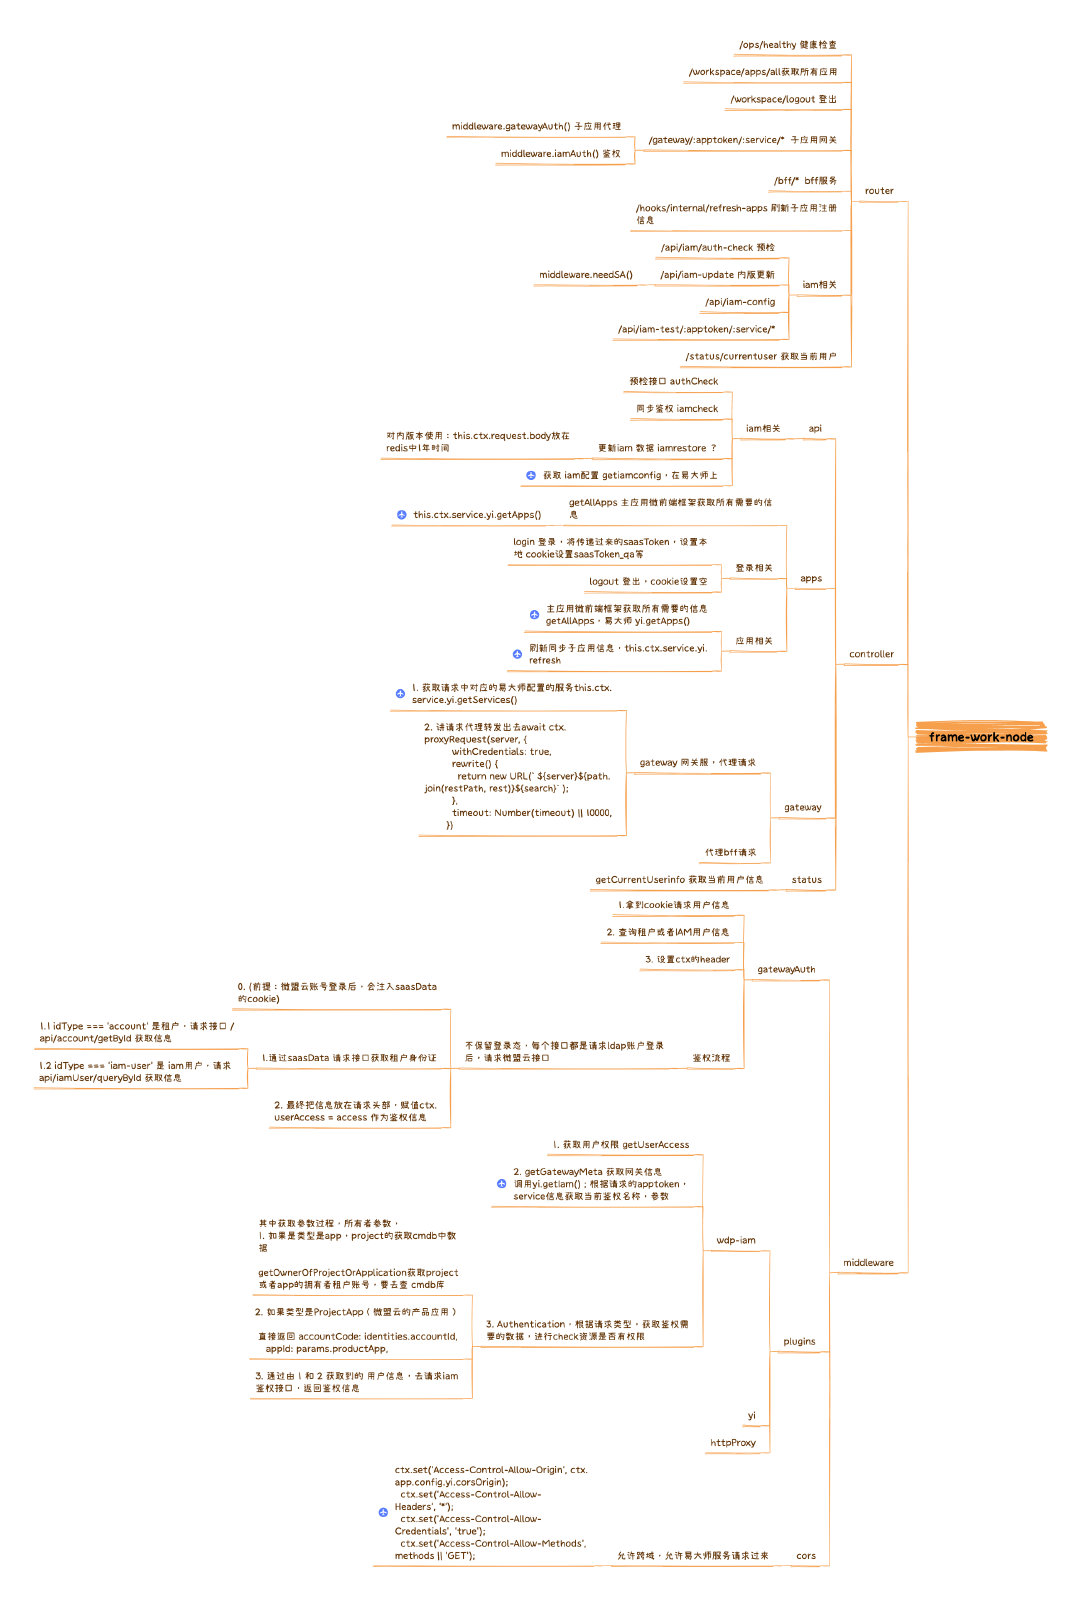 /ops/healthy 健康检查
/workspace/apps/all获取所有应用
/workspace/logout 登出
middleware.gatewayAuth() 子应用代理
/gateway/:apptoken/:service/*  子应用网关
middleware.iamAuth() 鉴权
/bff/*  bff服务
router
/hooks/internal/refresh-apps 刷新子应用注册
信息
/api/iam/auth-check 预检
middleware.needSA()
/api/iam-update 内版更新
iam相关
/api/iam-config
/api/iam-test/:apptoken/:service/*
/status/currentuser 获取当前用户
预检接口 authCheck
同步鉴权 iamcheck
iam相关
api
对内版本使用：this.ctx.request.body放在
redis中1年时间
更新iam 数据 iamrestore ？
获取 iam配置 getiamconfig，在易大师上
getAllApps 主应用微前端框架获取所有需要的信
息
this.ctx.service.yi.getApps()
login 登录，将传递过来的saasToken，设置本
地 cookie设置saasToken_qa等
登录相关
apps
logout 登出，cookie设置空
主应用微前端框架获取所有需要的信息
getAllApps，易大师 yi.getApps()
应用相关
刷新同步子应用信息，this.ctx.service.yi.
refresh
controller
1. 获取请求中对应的易大师配置的服务this.ctx.
service.yi.getServices()
2. 讲请求代理转发出去await ctx.
proxyRequest(server, {
withCredentials: true,
rewrite() {
return new URL(` ${server}${path.
join(restPath, rest)}${search}` );
},
timeout: Number(timeout) || 10000,
})
gateway 网关服，代理请求
frame-work-node
gateway
代理bff请求
getCurrentUserinfo 获取当前用户信息
status
1.拿到cookie请求用户信息
2. 查询租户或者IAM用户信息
3. 设置ctx的header
gatewayAuth
0. (前提：微盟云账号登录后，会注入saasData
的cookie)
1.1 idType === 'account' 是租户，请求接口 /
api/account/getById 获取信息
1.2 idType === 'iam-user' 是 iam用户，请求
api/iamUser/queryById 获取信息
1.通过saasData 请求接口获取租户身份证
不保留登录态，每个接口都是请求ldap账户登录
后，请求微盟云接口
鉴权流程
2. 最终把信息放在请求头部，赋值ctx.
userAccess = access 作为鉴权信息
1. 获取用户权限 getUserAccess
2. getGatewayMeta 获取网关信息
调用yi.getIam()；根据请求的apptoken，
service信息获取当前鉴权名称，参数
wdp-iam
middleware
其中获取参数过程，所有者参数，
1. 如果是类型是app，project的获取cmdb中数
据
getOwnerOfProjectOrApplication获取project
或者app的拥有者租户账号，要去查 cmdb库
2. 如果类型是ProjectApp（微盟云的产品应用）
直接返回 accountCode: identities.accountId,
appId: params.productApp,
3. 通过由 1 和 2 获取到的 用户信息，去请求iam
鉴权接口，返回鉴权信息
3. Authentication，根据请求类型，获取鉴权需
要的数据，进行check资源是否有权限
plugins
yi
httpProxy
ctx.set('Access-Control-Allow-Origin', ctx.
app.config.yi.corsOrigin);
ctx.set('Access-Control-Allow-
Headers', '*');
ctx.set('Access-Control-Allow-
Credentials', 'true');
ctx.set('Access-Control-Allow-Methods',
methods || 'GET');
允许跨域，允许易大师服务请求过来
cors